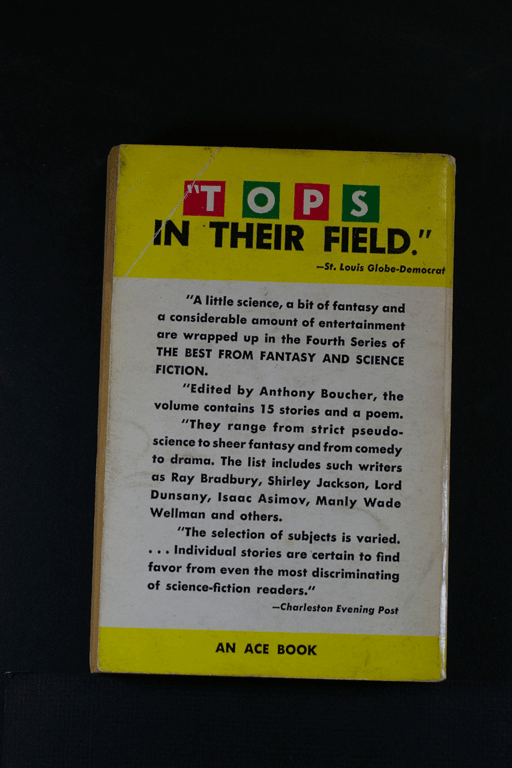 "TOPS
IN THEIR FIELD."
—St. Louis Globe-Democrat
"A little science, a bit of fantasy and
a considerable amount of entertainment
are wrapped up in the Fourth Series of
THE BEST FROM FANTASY AND SCIENCE
FICTION.
"Edited by Anthony Boucher, the
volume contains 15 stories and a poem.
"They range from strict pseudo-
science to sheer fantasy and from comedy
to drama. The list includes such writers
as Ray Bradbury, Shirley Jackson, Lord
Dunsany, Isaac Asimov, Manly Wade
Wellman and others.
"The selection of subjects is varied.
. . . Individual stories are certain to find
favor from even the most discriminating
of science-fiction readers."
—Charleston Evening Post
AN ACE BOOK